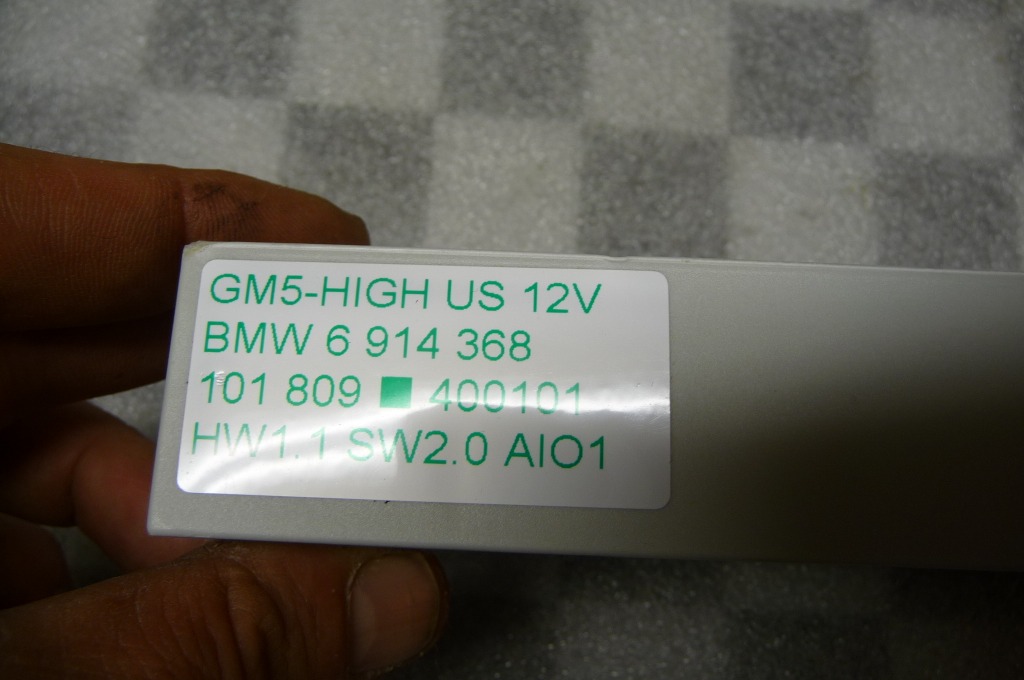 GM5-HIGH US 12V
BMW 6 914 368
101 809 ■ 400101
HW1.1 SW2.0 AIO1